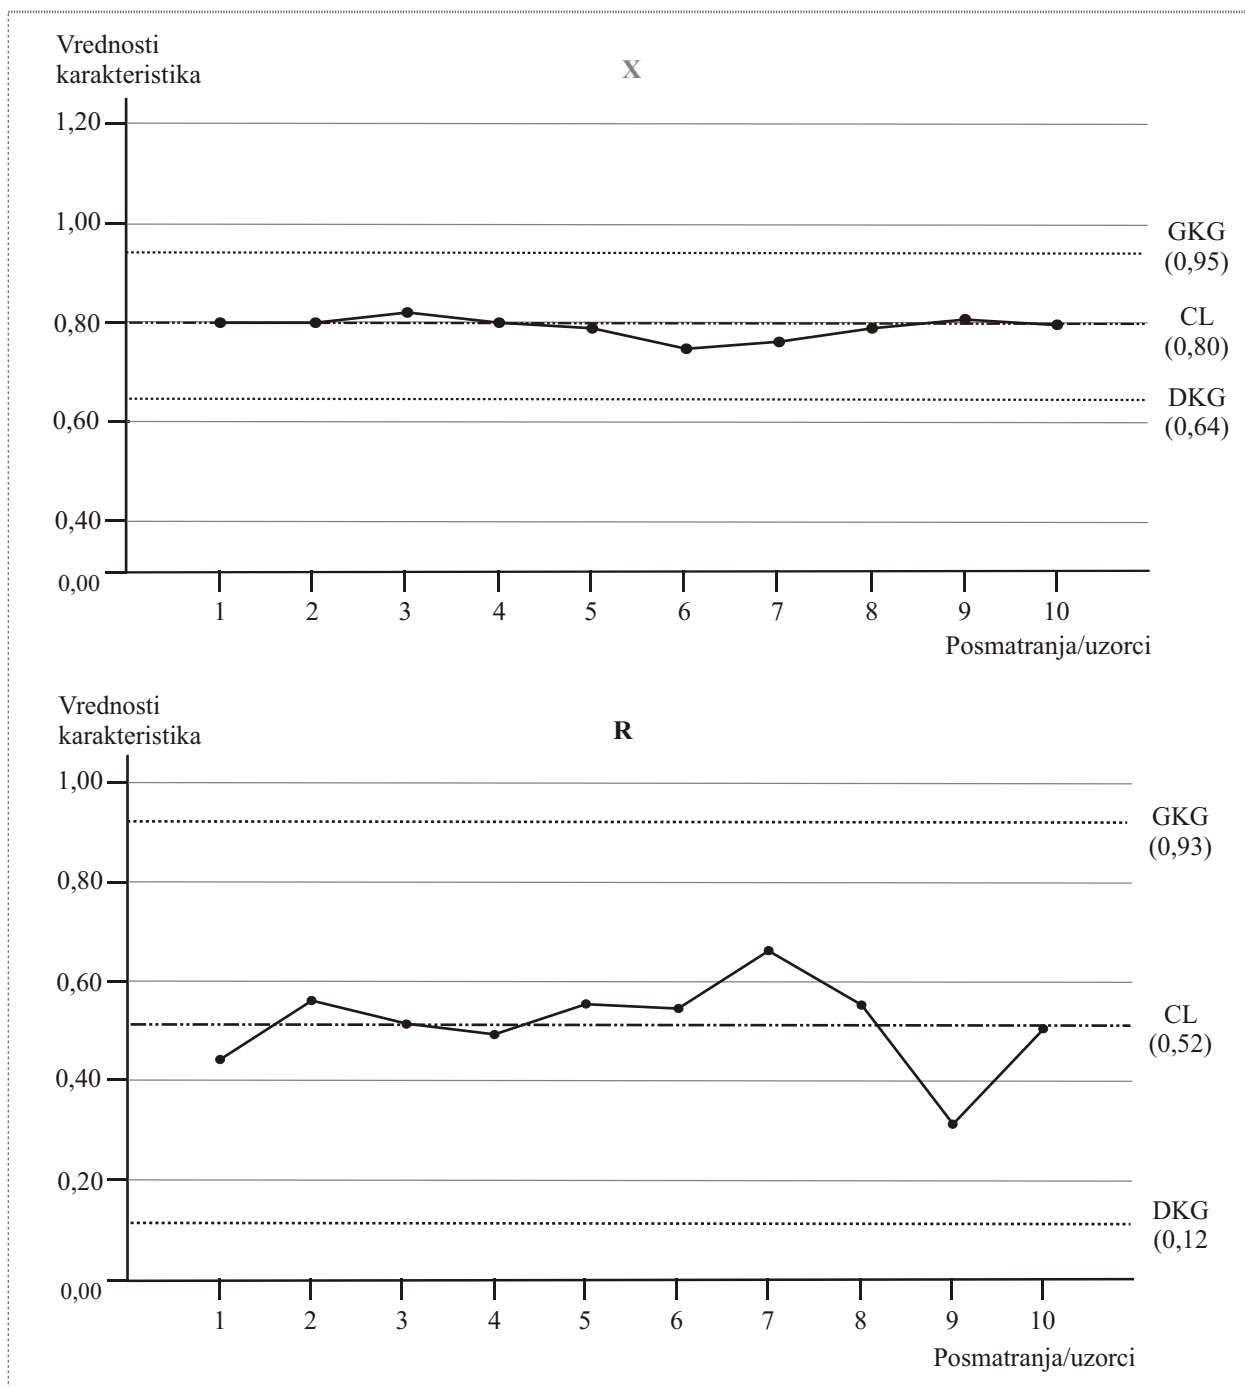 Vrednosti
karakteristika
X
1,20
1,00
0,80
0,60
0,40
0,00
GKG
(0,95)
CL
(0,80)
DKG
(0,64)
1 2 3 4 5 6 7 8 9 10
Posmatranja/uzorci
Vrednosti
karakteristika
R
1,00
0,80
0,60
0,40
0,20
0,00
GKG
(0,93)
CL
(0,52)
DKG
(0,12
1 2 3 4 5 6 7 8 9 10
Posmatranja/uzorci